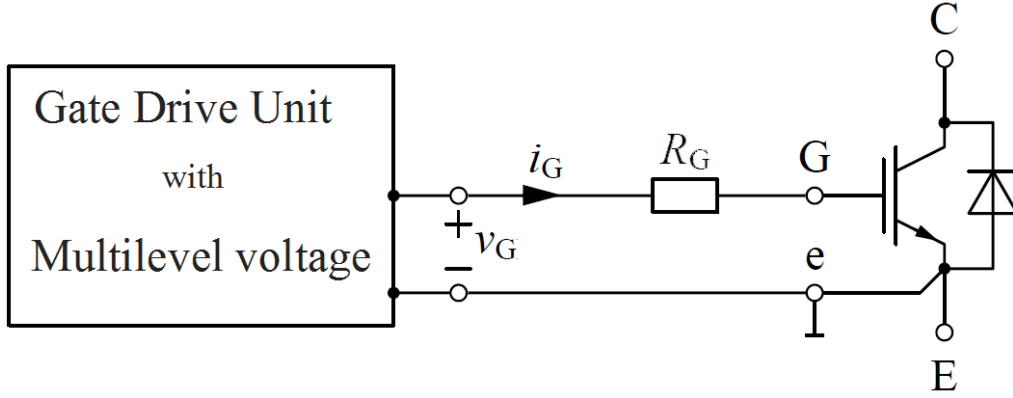 Gate Drive Unit
with
Multilevel voltage
iG
RG
+
vG
−
G
e
C
E